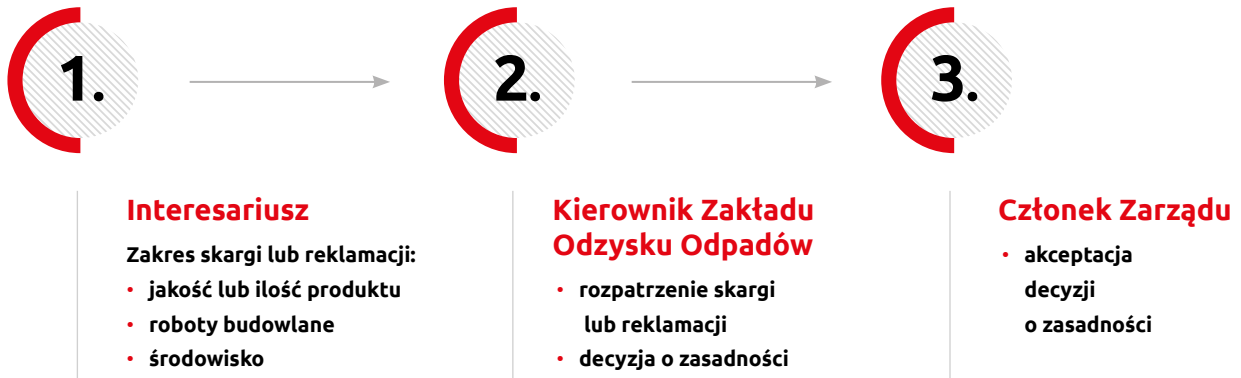 1.
2.
3.
Interesariusz
Zakres skargi lub reklamacji:
• jakość lub ilość produktu
• roboty budowlane
• środowisko
Kierownik Zakładu
Odzysku Odpadów
• rozpatrzenie skargi
lub reklamacji
• decyzja o zasadności
Członek Zarządu
• akceptacja
decyzji
o zasadności